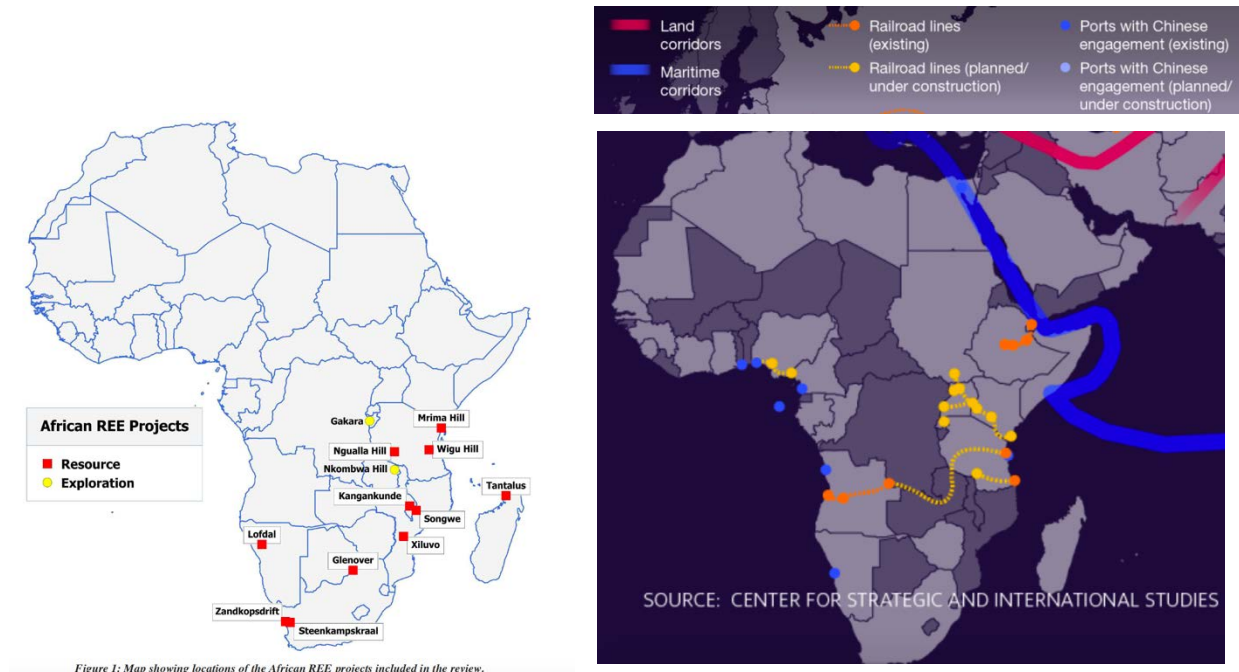 African REE Projects
Resource
Exploration
Gakara
Mrima Hill
Ngualla Hill
Wigu Hill
Nkombwa Hill
Kangankunde
Tantalus
Songwe
Lofdal
Xiluvo
Glenover
Zandkopsdrift
Steenkampskraal
Figure 1: Map showing locations of the African REE projects included in the review.
Land
corridors
Maritime
corridors
Railroad lines
(existing)
Railroad lines (planned/
under construction)
Ports with Chinese
engagement (existing)
Ports with Chinese
engagement (planned/
under construction)
SOURCE: CENTER FOR STRATEGIC AND INTERNATIONAL STUDIES